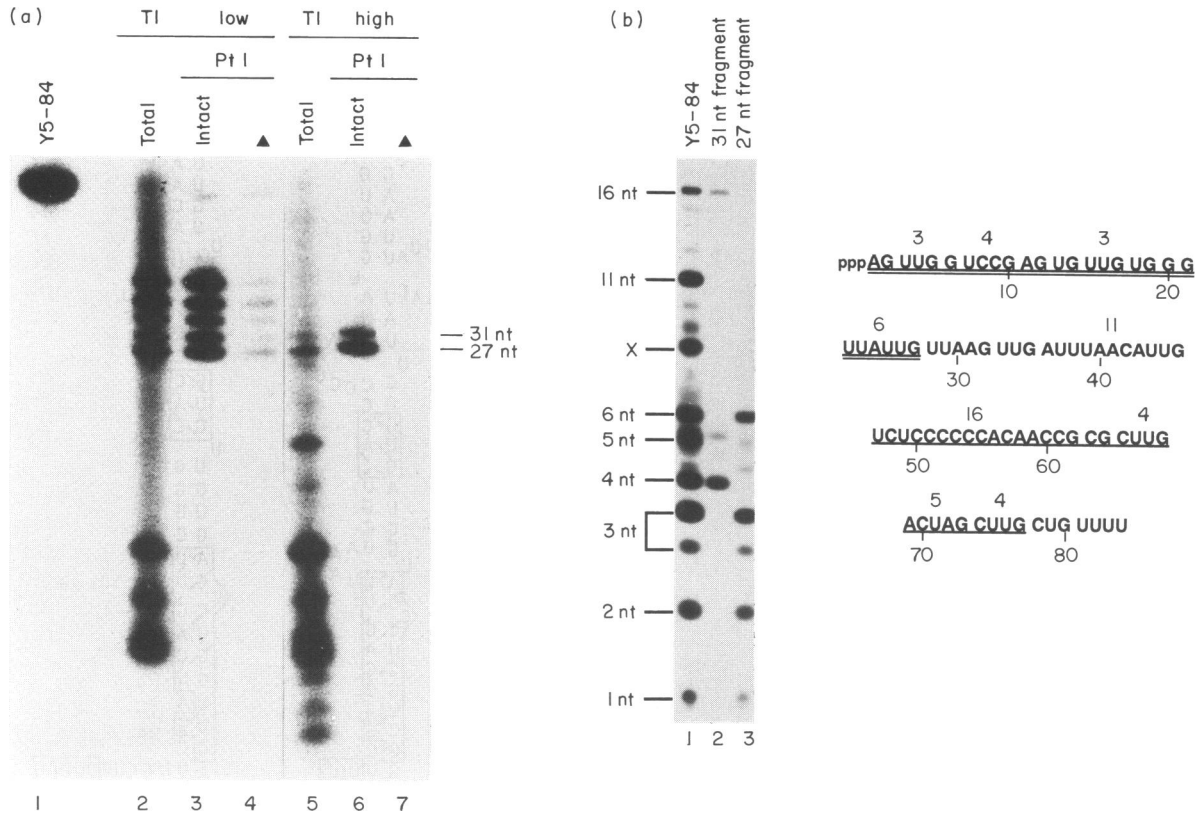 (a)
T1 low T1 high
Pt I Pt I
Y5-84
Total
Intact
▲
Total
Intact
▲
31 nt
27 nt
1 2 3 4 5 6 7
(b)
Y5-84
31 nt fragment
27 nt fragment
16 nt
11 nt
X
6 nt
5 nt
4 nt
3 nt
2 nt
1 nt
1 2 3
3 4 3
pppAG UUG G UCCG AG UG UUG UG G G
10 20
6 11
UUAUUG UUAAG UUG AUUUAACAUUG
30 40
16 4
UCUCCCCCCACAACCG CG CUUG
50 60
5 4
ACUAG CUUG CUG UUUU
70 80